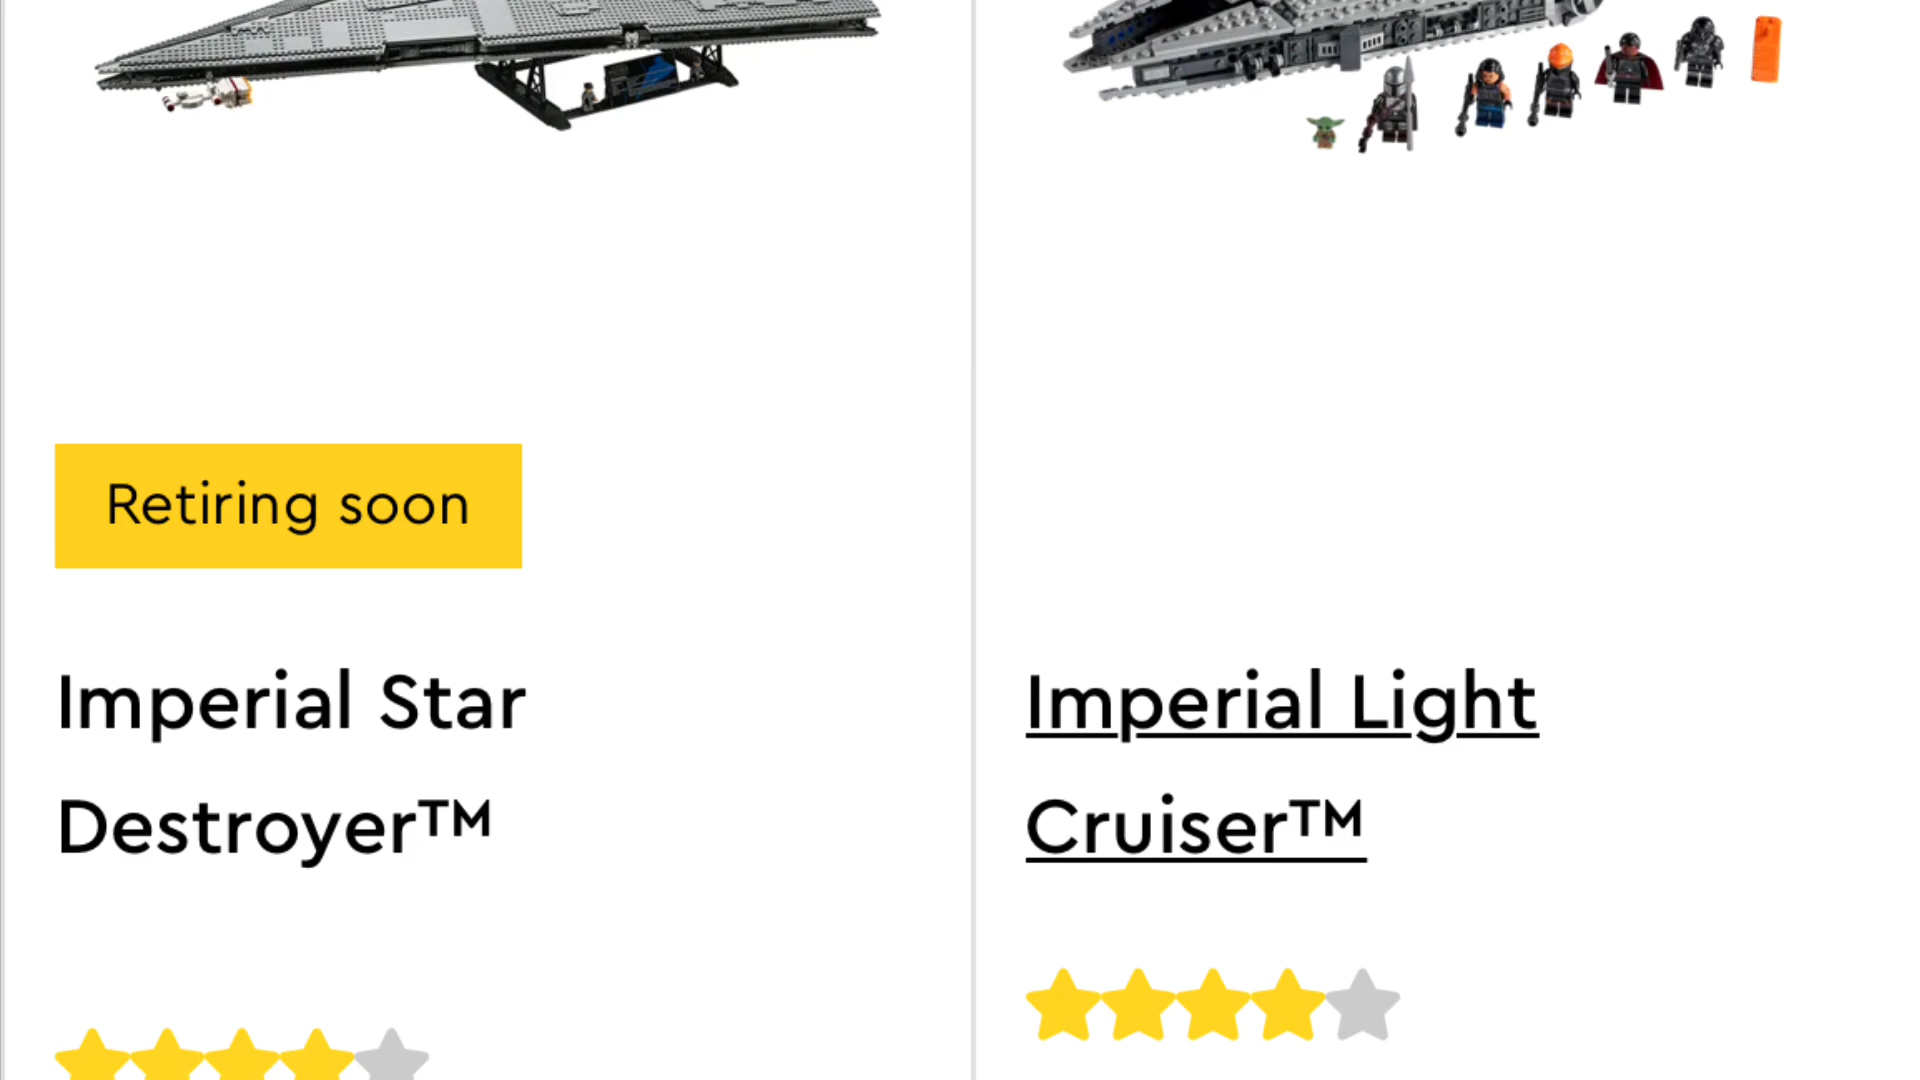 Retiring soon
Imperial Star
Destroyer™
Imperial Light
Cruiser™